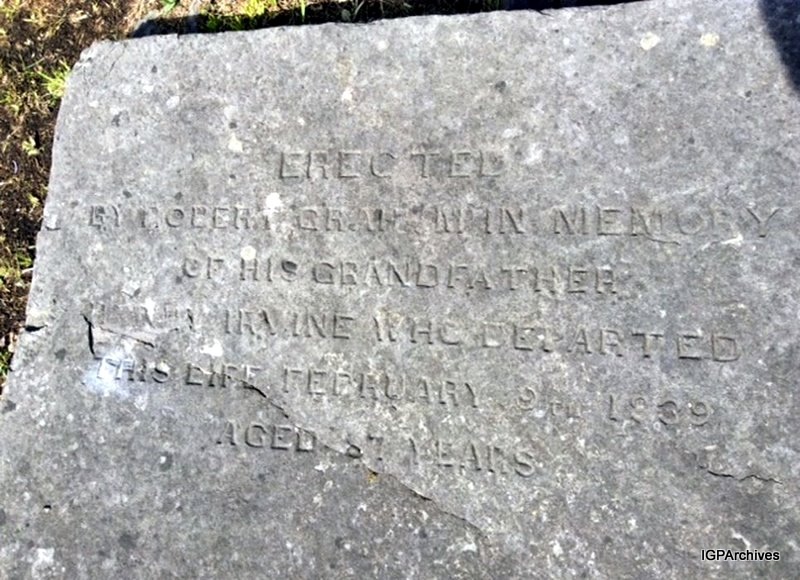 ERECTED
BY ROBERT GRAHAM IN MEMORY
OF HIS GRANDFATHER
IRVINE WHO DEPARTED
THIS LIFE FEBRUARY 9TH 1839
AGED 87 YEARS
IGPArchives